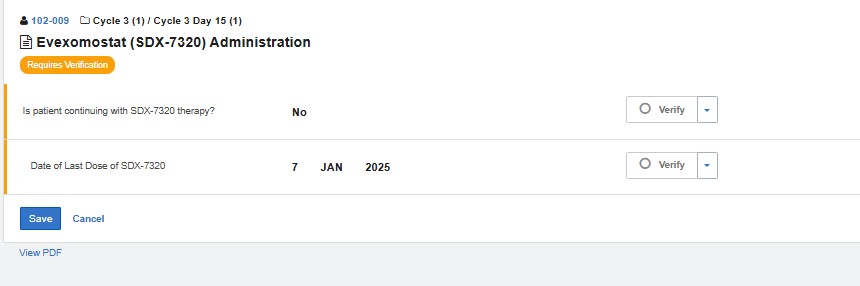 102-009 Cycle 3 (1) / Cycle 3 Day 15 (1)
Evexomostat (SDX-7320) Administration
Requires Verification
Is patient continuing with SDX-7320 therapy? No Verify
Date of Last Dose of SDX-7320 7 JAN 2025 Verify
Save Cancel
View PDF